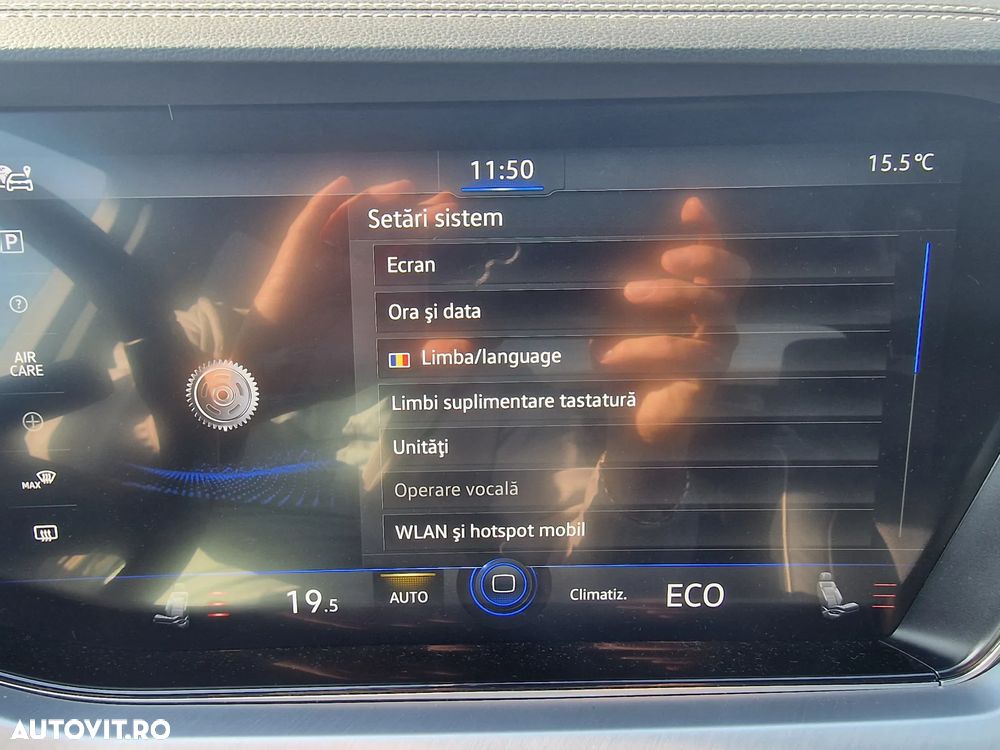 11:50
15.5°C
Setări sistem
Ecran
P
Ora şi data
?
Limba/language
AIR
CARE
Limbi suplimentare tastatură
Unităţi
MAX
Operare vocală
WLAN şi hotspot mobil
19.5
AUTO
Climatiz.
ECO
AUTOVIT.RO